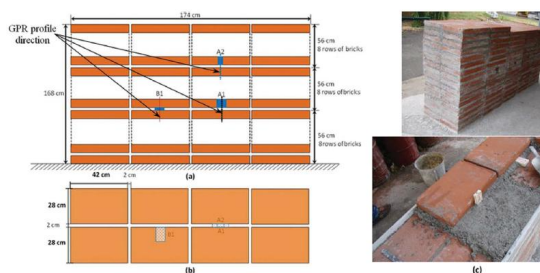 174 cm
GPR profile
direction
A2
56 cm
8 rows of bricks
168 cm
B1
A1
56 cm
8 rows of bricks
56 cm
8 rows of bricks
(a)
42 cm
2 cm
28 cm
2 cm
28 cm
A2
A1
B1
(b)
(c)